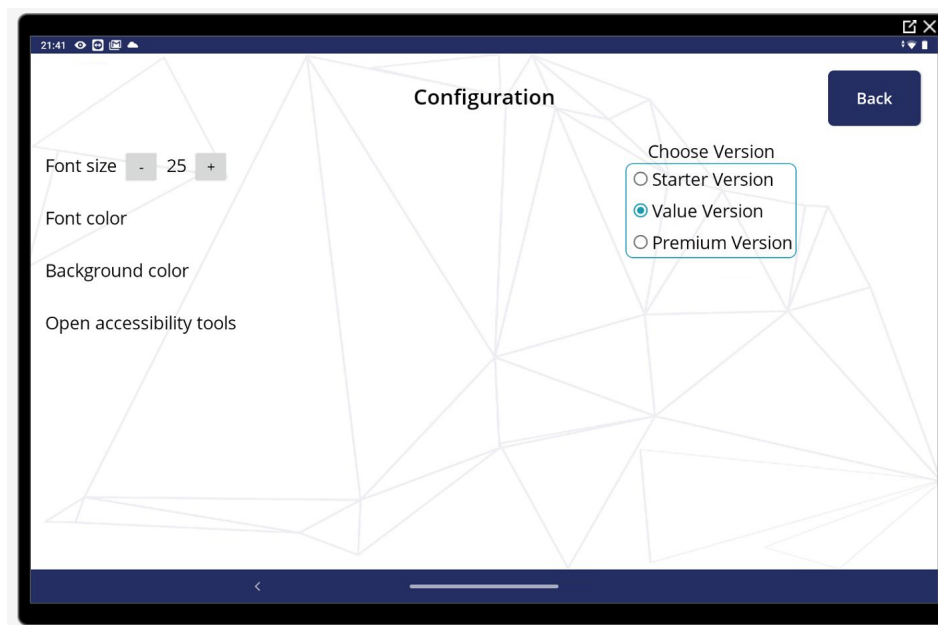 21:41
Configuration
Back
Font size - 25 +
Font color
Background color
Open accessibility tools
Choose Version
Starter Version
Value Version
Premium Version